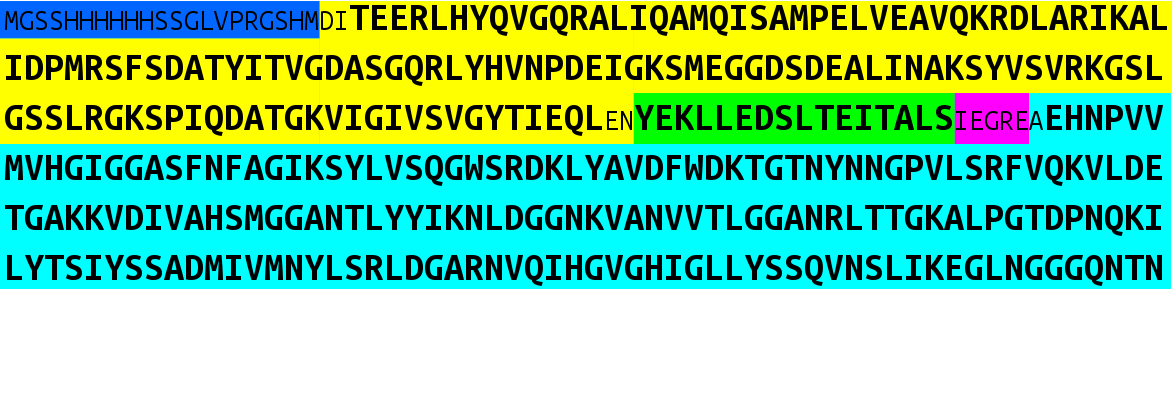 MGSSHHHHHHSSGLVPRGSHMDITEERLHYQVGQRALIQAMQISAMPELVEAVQKRDLARIKAL
IDPMRSFSDATYITVGDASGQRLYHVNPDEIGKSMEGGDSDEALINAKSYVSVRKGSL
GSSLRGKSPIQDATGKVIGIVSVGYTIEQLENYEKLLEDSLTEITALSIEGREAEHNPVV
MVHGIGGASFNFAGIKSYLVSQGWSRDKLYAVDFWDKTGTNYNNGPVLSRFVQKVLDE
TGAKKVDIVAHSMGGANTLYYIKNLDGGNKVANVVTLGGANRLTTGKALPGTDPNQKI
LYTSIYSSADMIVMNYLSRLDGARNVQIHGVGHIGLLYSSQVNSLIKEGLNGGGQNTN